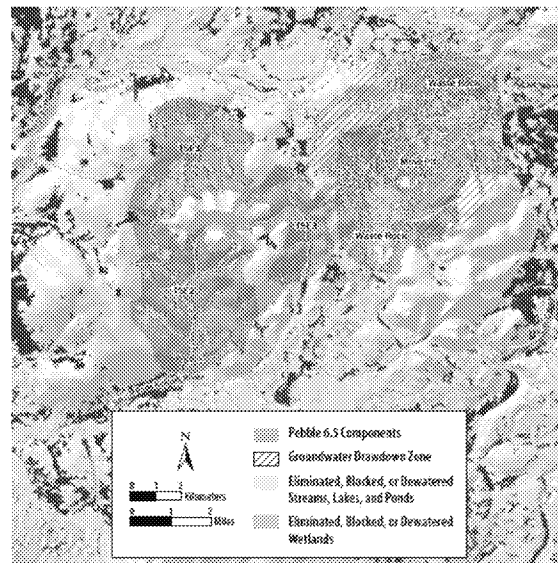 Waste Rock
TSF 3
Mine Pit
TSF 1
Waste Rock
TSF 2
N
0 1 2
Kilometers
0 1 2
Miles
Pebble 6.5 Components
Groundwater Drawdown Zone
Eliminated, Blocked, or Dewatered
Streams, Lakes, and Ponds
Eliminated, Blocked, or Dewatered
Wetlands